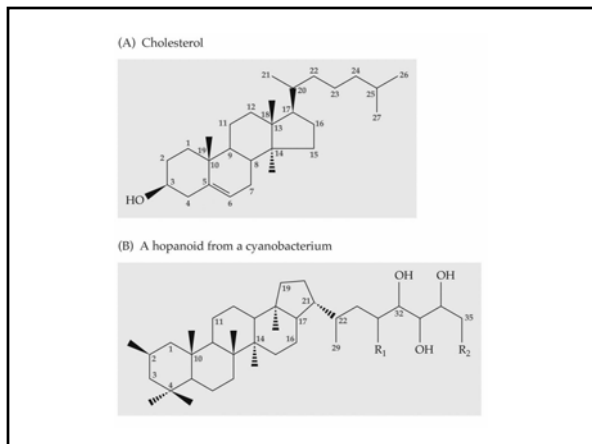 (A) Cholesterol
21 22 24 26
20 23 25
27
12 18 17
11 13 16
1 19 9 14 15
2 10 8
HO 3 5 7
4 6
(B) A hopanoid from a cyanobacterium
OH OH
19
21 32 35
11 22
17
1 10 14 16 29 R1 OH R2
2
3 4